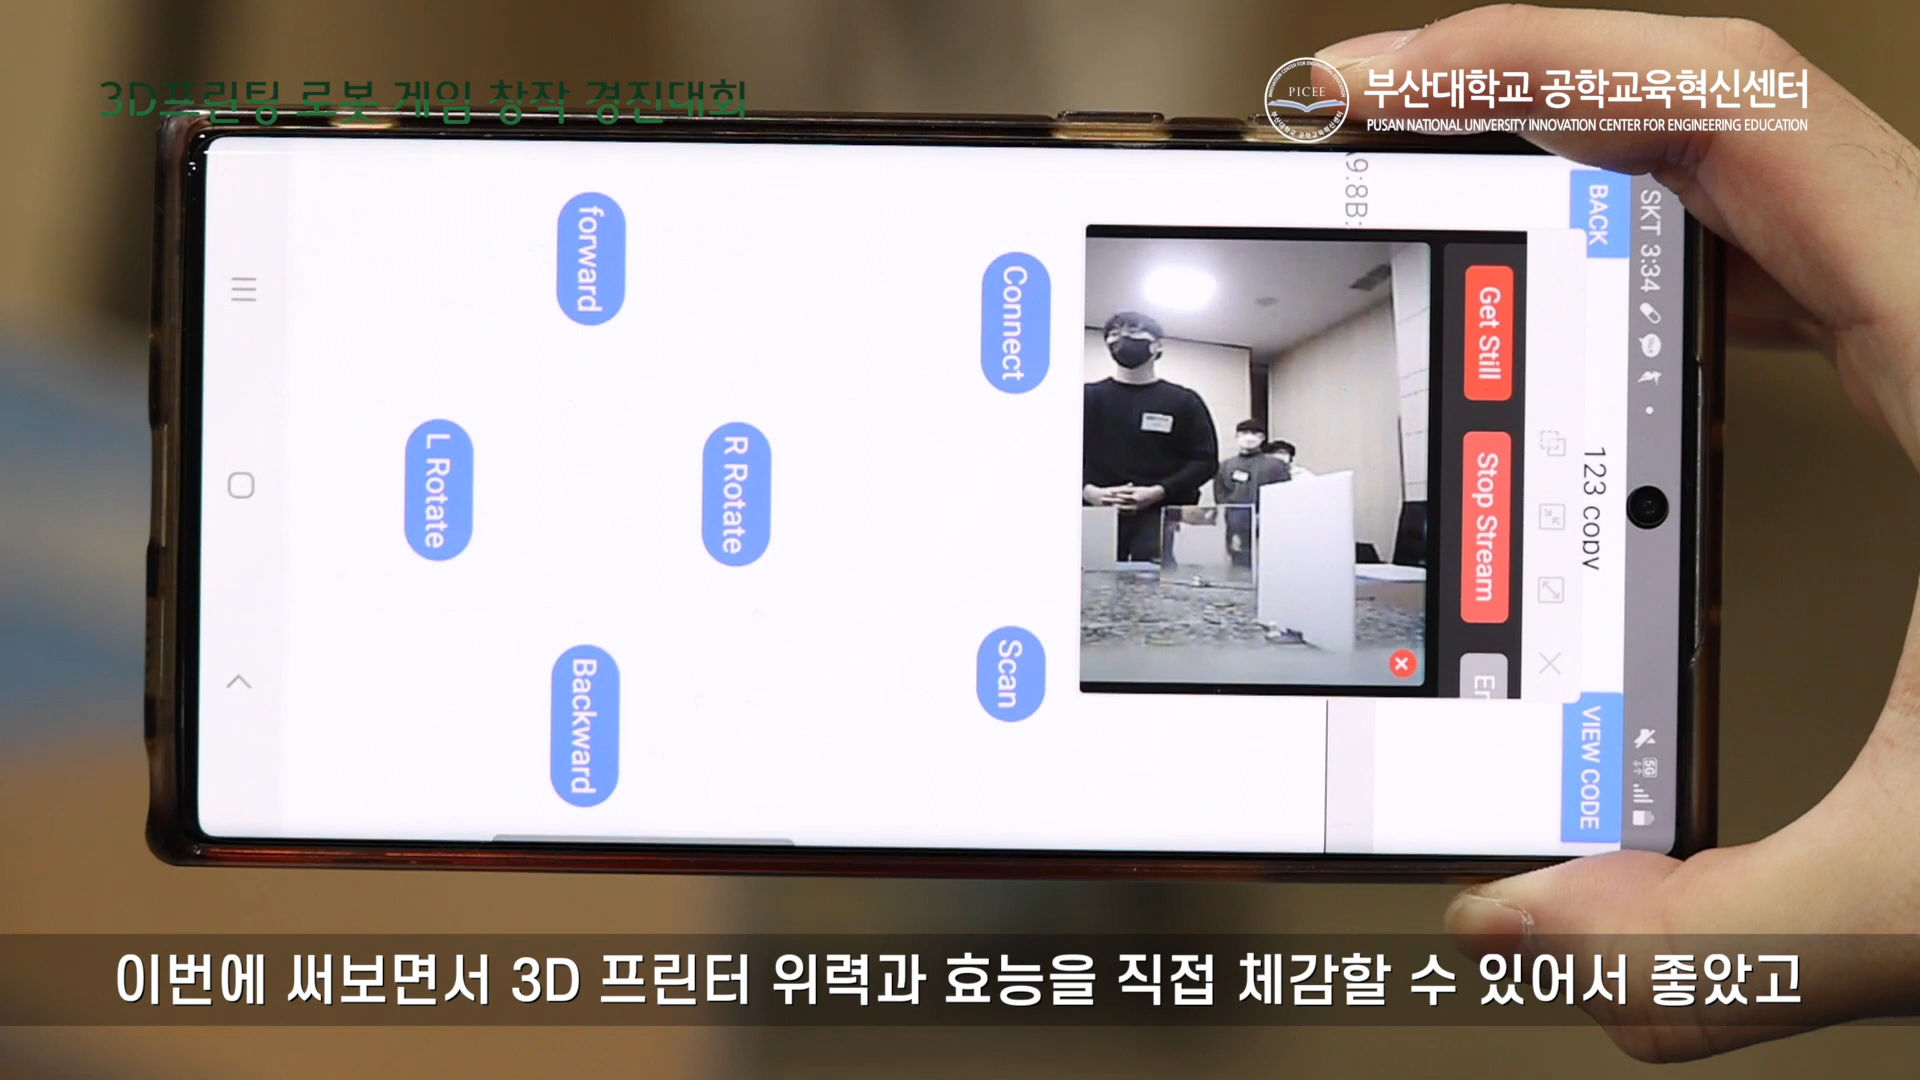 3D프린팅 로봇 게임 창작 경진대회
PICEE
부산대학교 공학교육혁신센터
PUSAN NATIONAL UNIVERSITY INNOVATION CENTER FOR ENGINEERING EDUCATION
SKT 3:34
5G
BACK
123 copy
VIEW CODE
9:8B:
Get Still
Stop Stream
Connect
Scan
forward
R Rotate
L Rotate
Backward
이번에 써보면서 3D 프린터 위력과 효능을 직접 체감할 수 있어서 좋았고